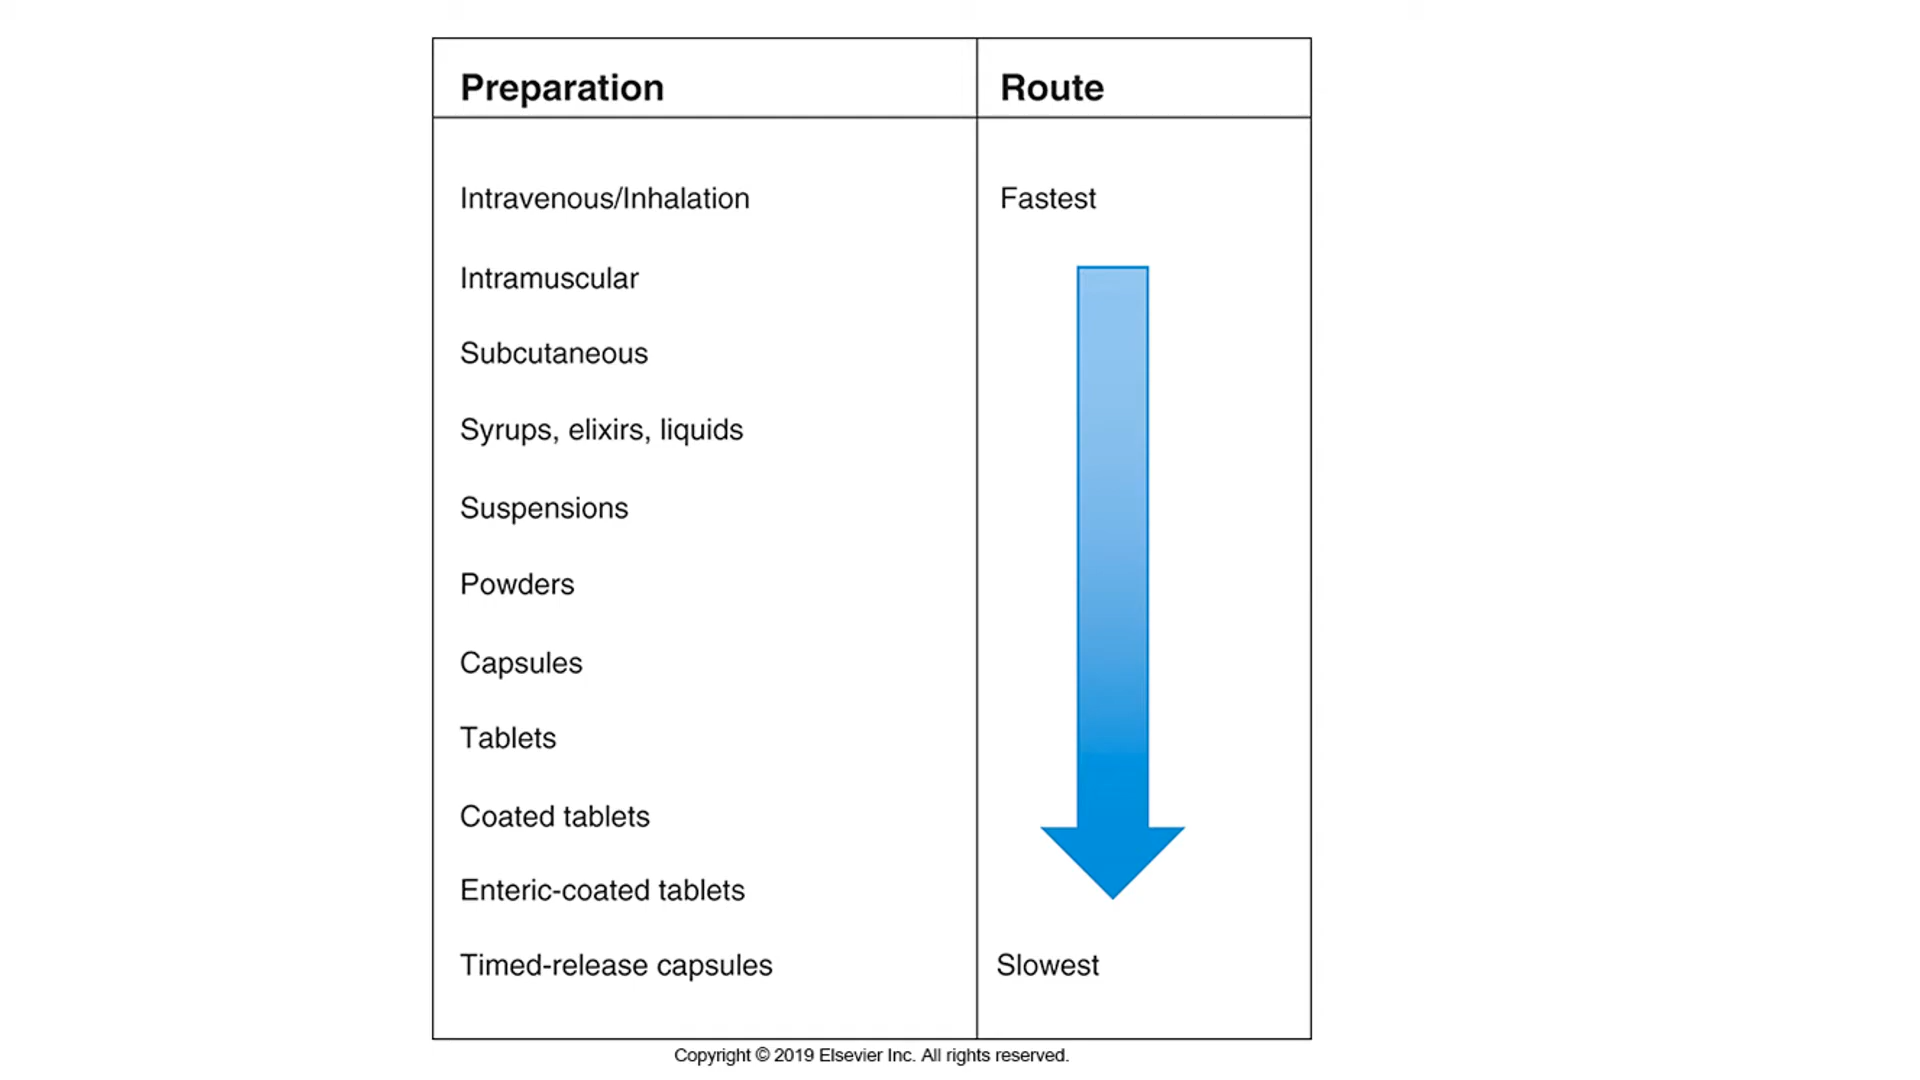 Preparation Route
Intravenous/Inhalation Fastest
Intramuscular
Subcutaneous
Syrups, elixirs, liquids
Suspensions
Powders
Capsules
Tablets
Coated tablets
Enteric-coated tablets
Timed-release capsules Slowest
Copyright © 2019 Elsevier Inc. All rights reserved.